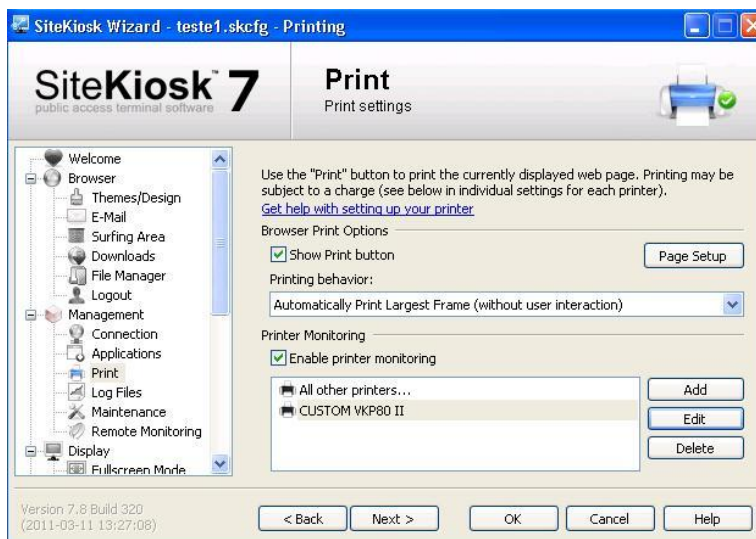 SiteKiosk Wizard - teste1.skcfg - Printing
SiteKiosk™ 7
public access terminal software
Print
Print settings
Welcome
Browser
Themes/Design
E-Mail
Surfing Area
Downloads
File Manager
Logout
Management
Connection
Applications
Print
Log Files
Maintenance
Remote Monitoring
Display
Fullscreen Mode
Use the "Print" button to print the currently displayed web page. Printing may be
subject to a charge (see below in individual settings for each printer).
Get help with setting up your printer
Browser Print Options
Show Print button
Page Setup
Printing behavior:
Automatically Print Largest Frame (without user interaction)
Printer Monitoring
Enable printer monitoring
All other printers...
CUSTOM VKP80 II
Add
Edit
Delete
Version 7.8 Build 320
(2011-03-11 13:27:08)
< Back
Next >
OK
Cancel
Help